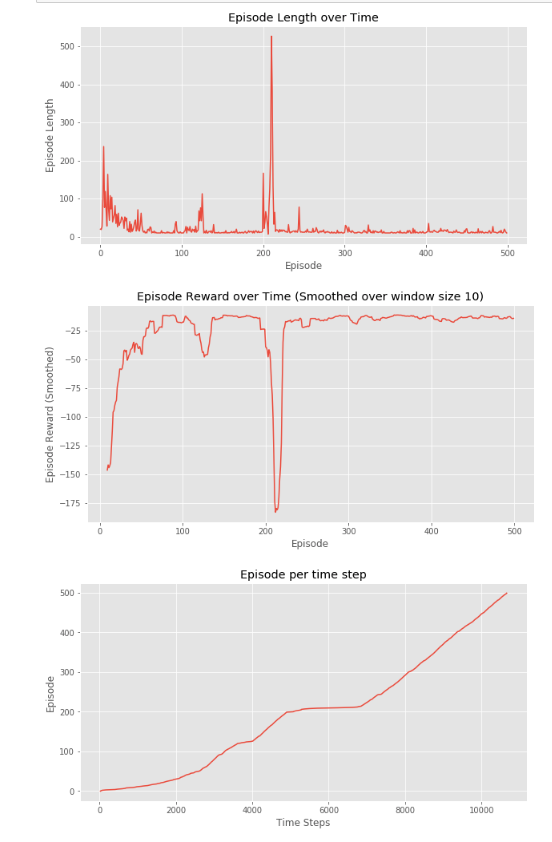 Episode Length over Time
500
400
300
200
100
0
Episode Length
0 100 200 300 400 500
Episode
Episode Reward over Time (Smoothed over window size 10)
−25
−50
−75
−100
−125
−150
−175
Episode Reward (Smoothed)
0 100 200 300 400 500
Episode
Episode per time step
500
400
300
200
100
0
Episode
0 2000 4000 6000 8000 10000
Time Steps